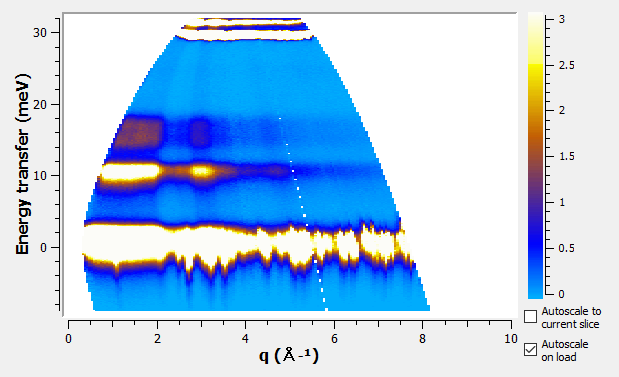 Energy transfer (meV)
30
20
10
0
0
2
4
6
8
10
q (Å-¹)
3
2.5
2
1.5
1
0.5
0
Autoscale to
current slice
Autoscale
on load